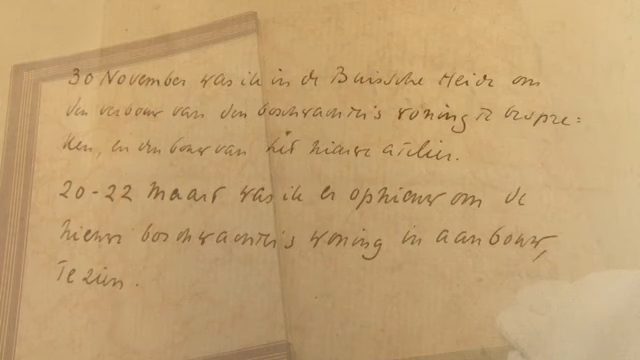 30 November was ik in de Buissche Heide om
den verbouw van den boschwachters woning te bespre=
ken, en den bouw van het nieuwe atelier.
20-22 Maart was ik er opnieuw om de
nieuwe boschwachters woning in aanbouw,
te zien.